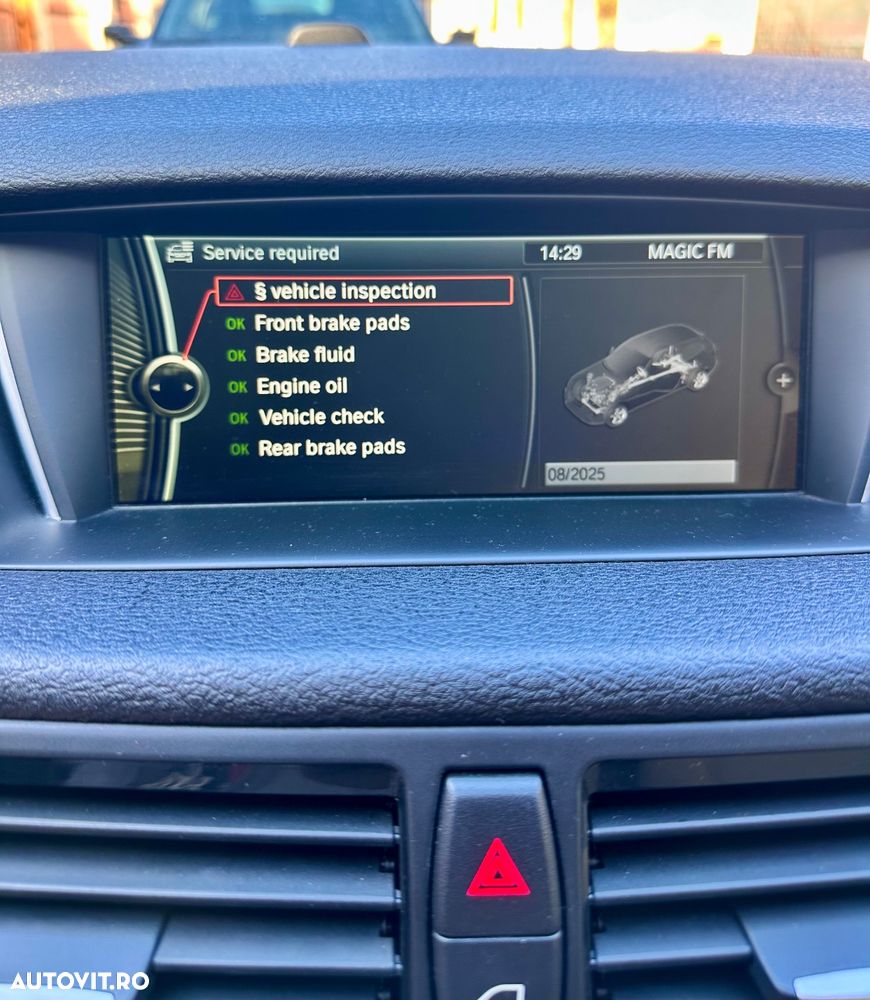 Service required 14:29 MAGIC FM
§ vehicle inspection
OK Front brake pads
OK Brake fluid
OK Engine oil
OK Vehicle check
OK Rear brake pads
08/2025
AUTOVIT.RO